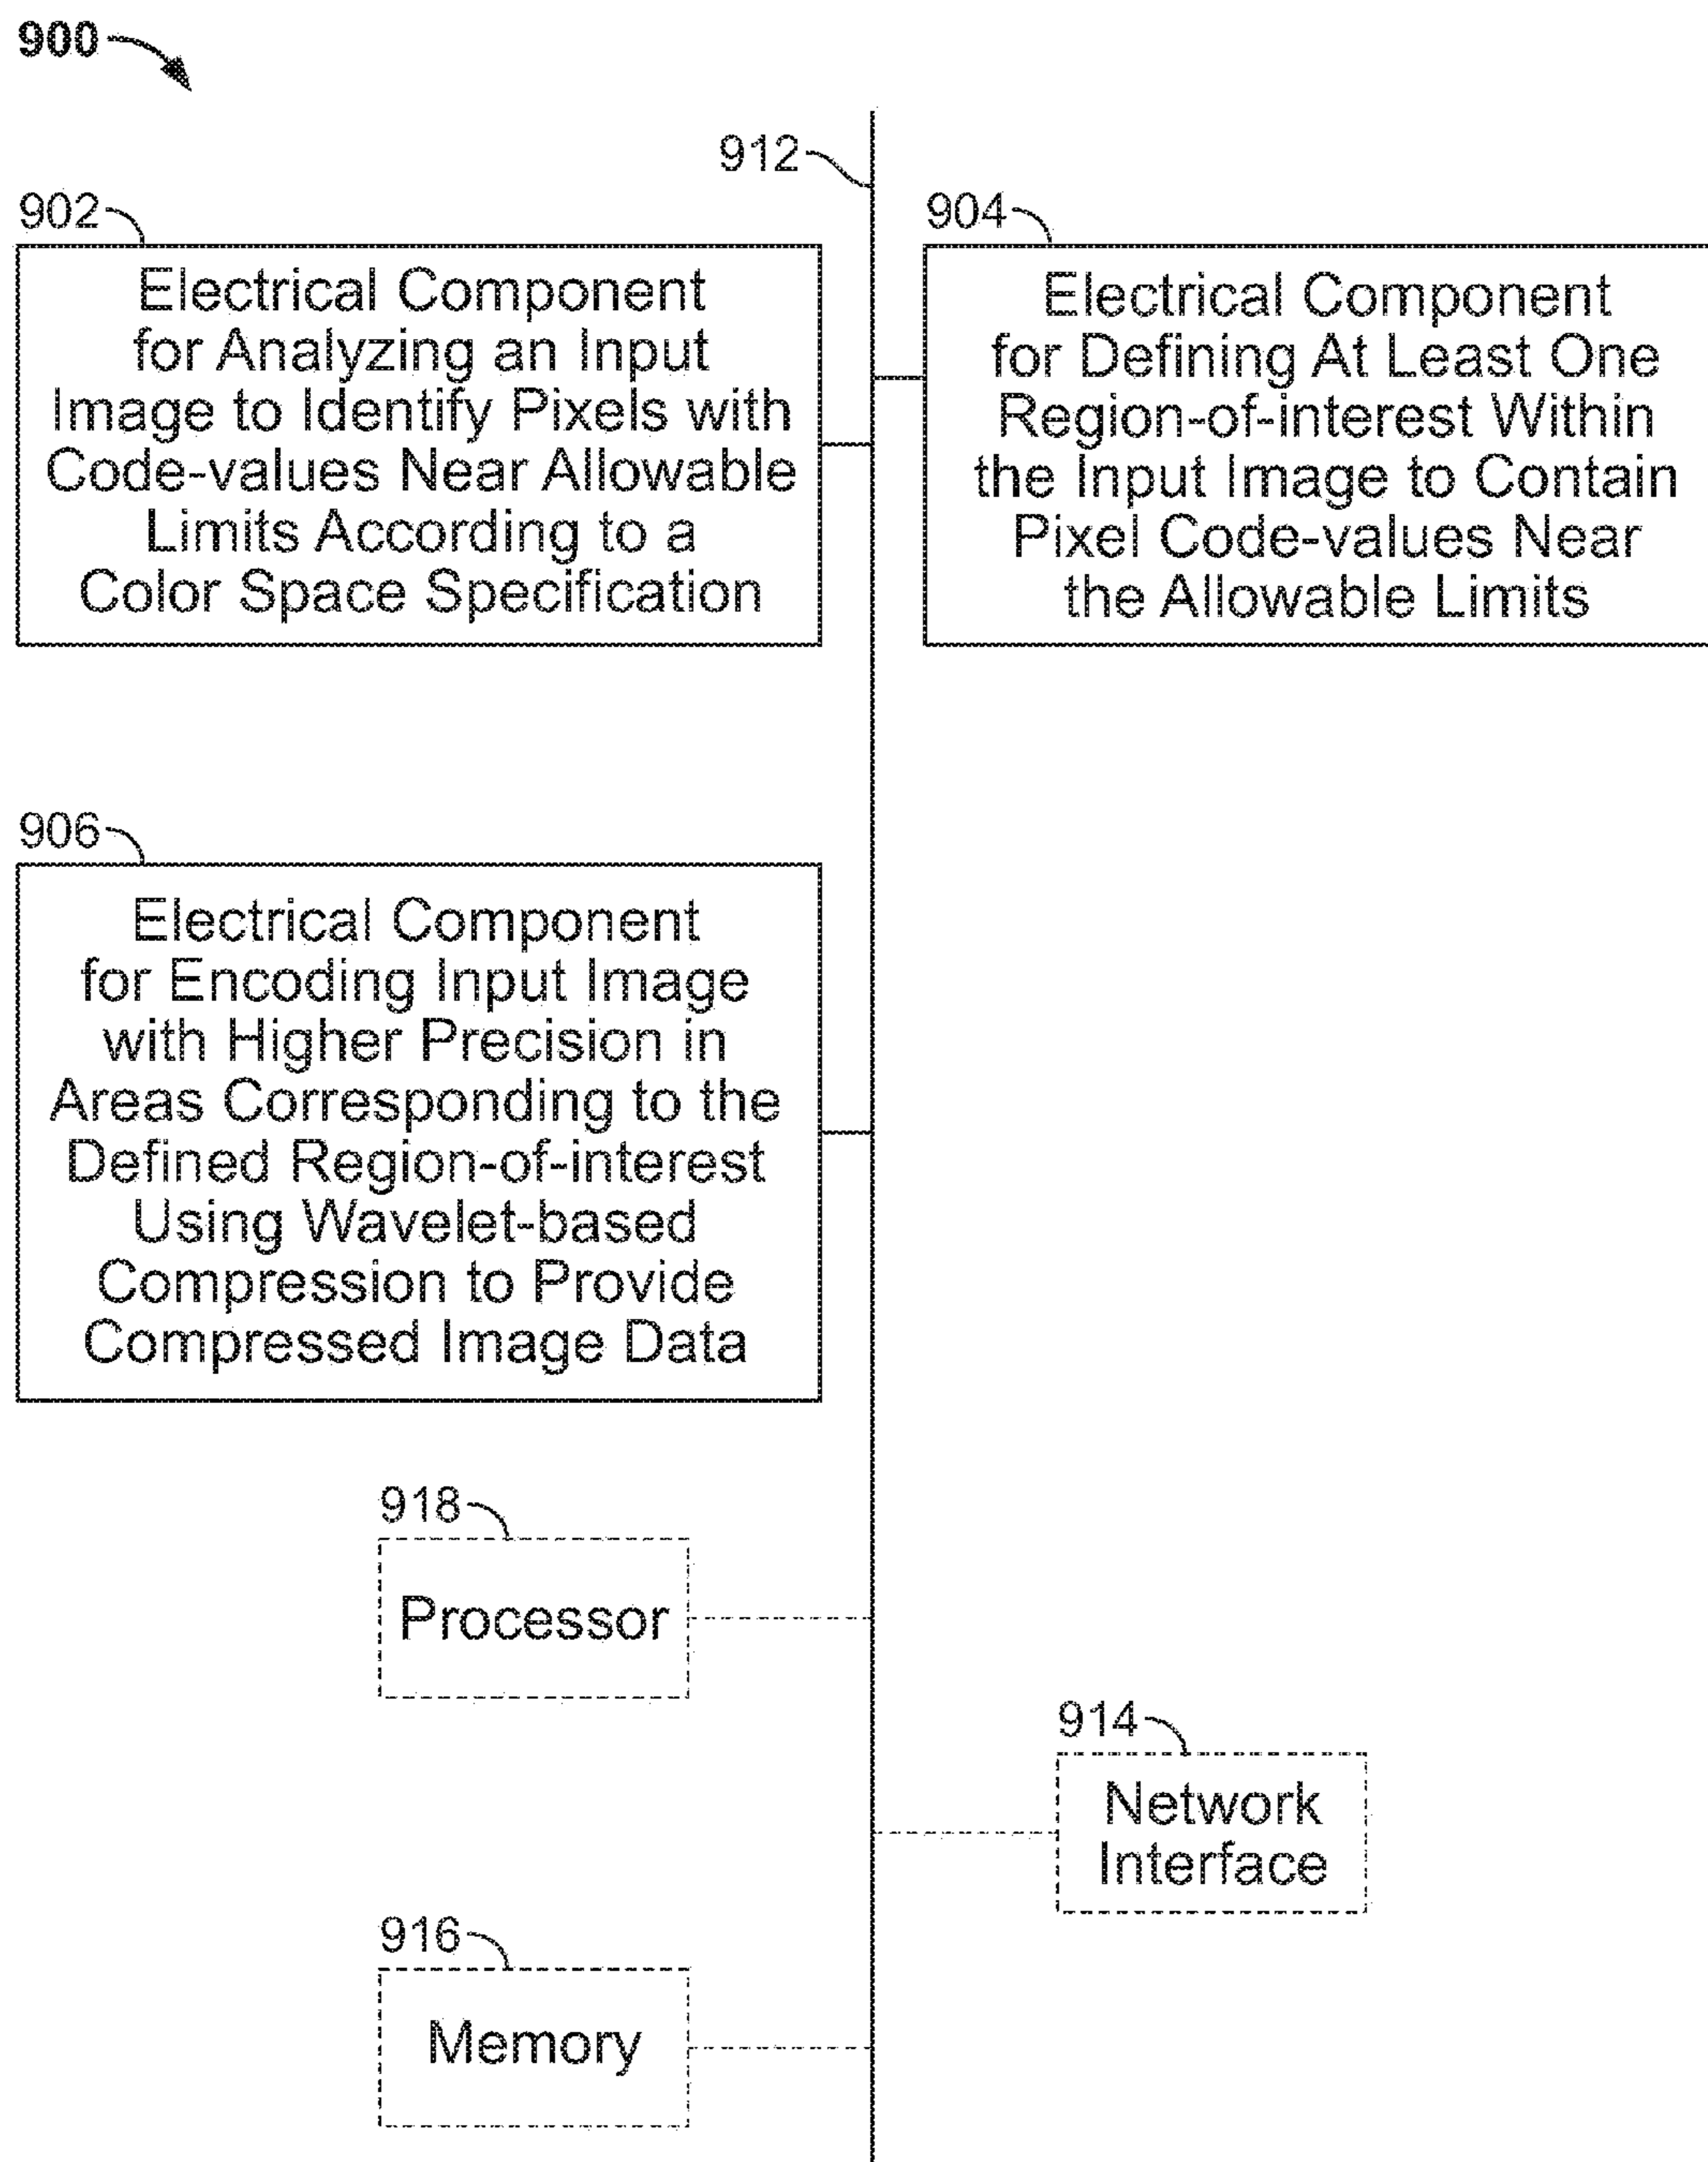 900
912
902
Electrical Component
for Analyzing an Input
Image to Identify Pixels with
Code-values Near Allowable
Limits According to a
Color Space Specification
904
Electrical Component
for Defining At Least One
Region-of-interest Within
the Input Image to Contain
Pixel Code-values Near
the Allowable Limits
906
Electrical Component
for Encoding Input Image
with Higher Precision in
Areas Corresponding to the
Defined Region-of-interest
Using Wavelet-based
Compression to Provide
Compressed Image Data
918
Processor
914
Network
Interface
916
Memory